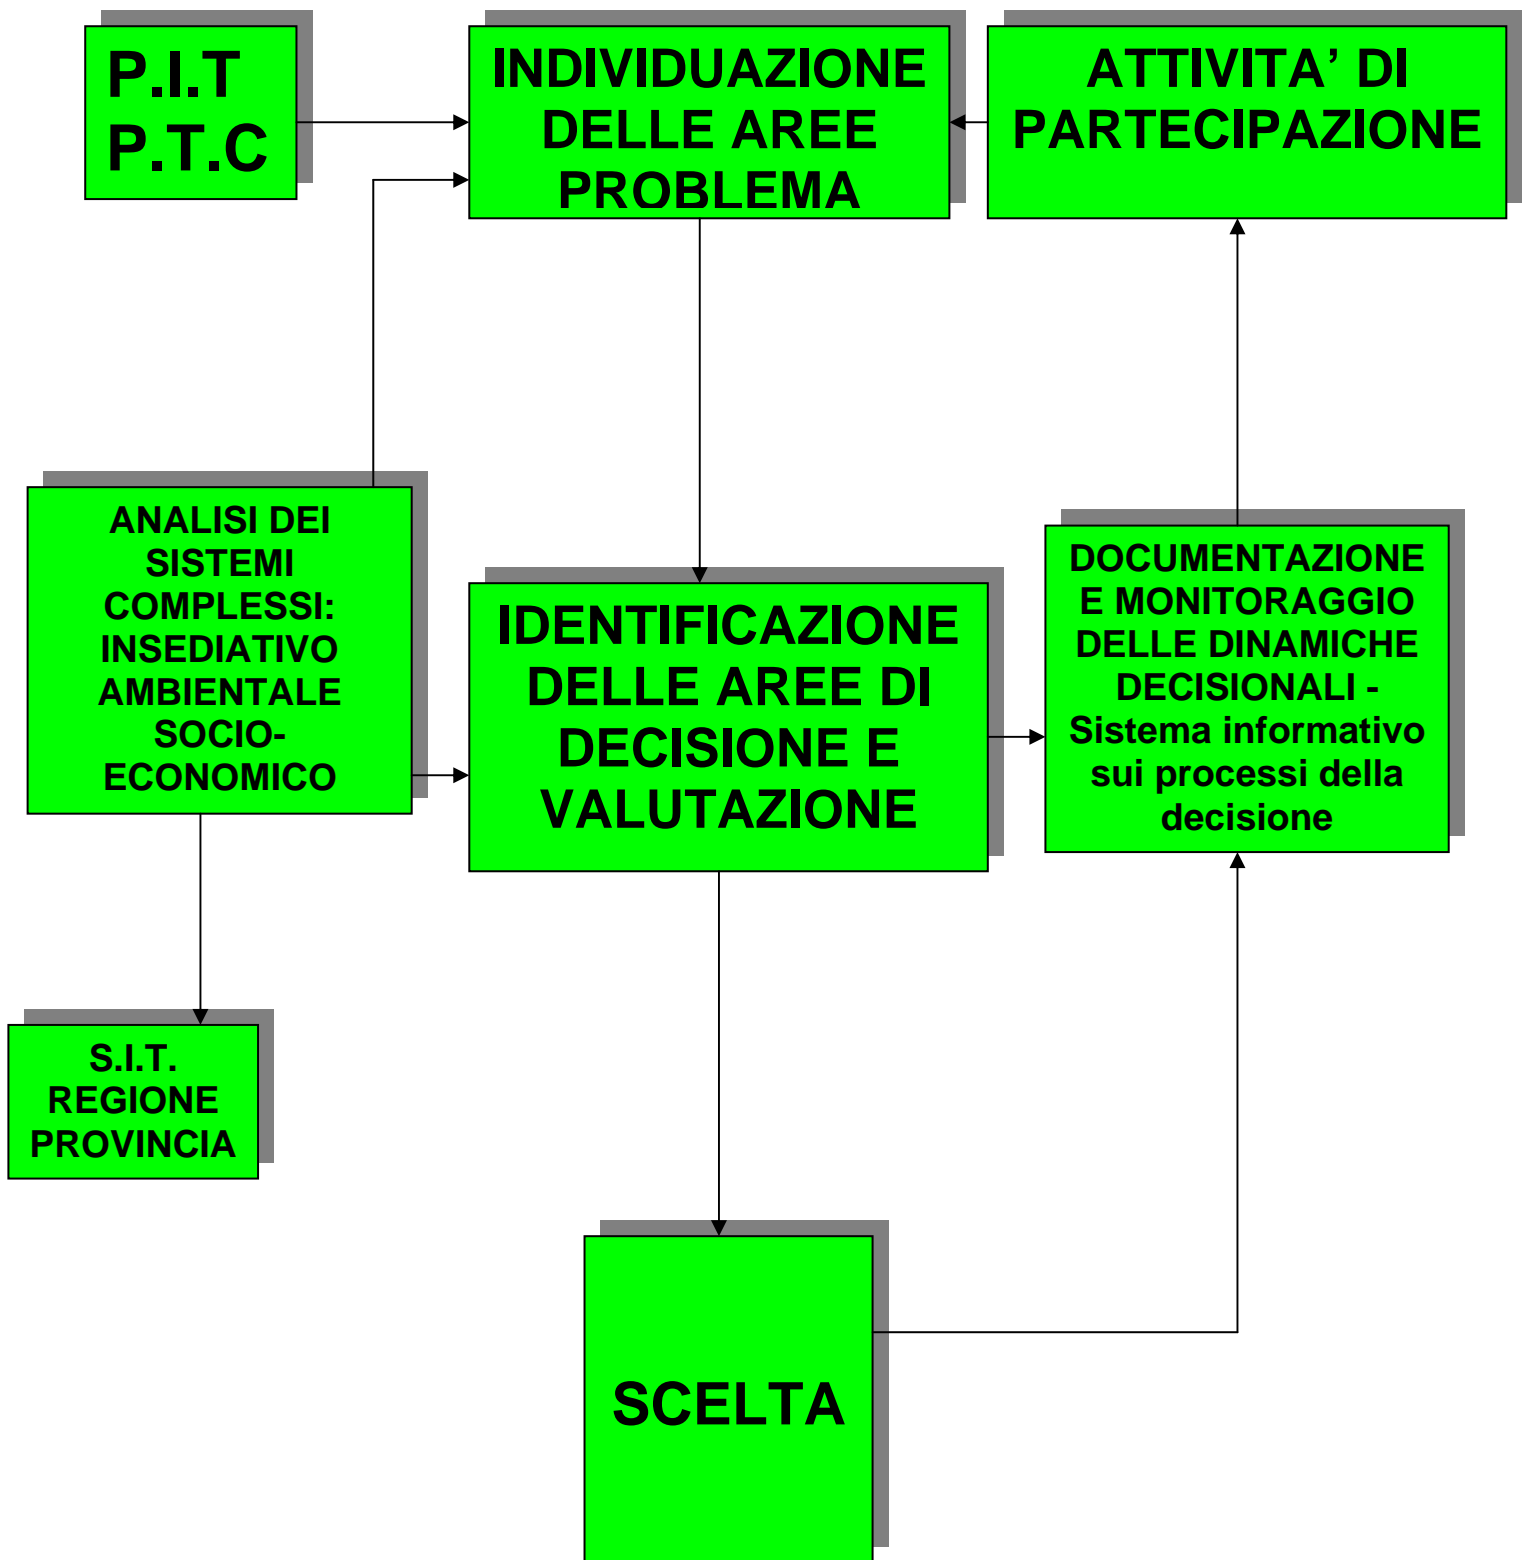 P.I.T
P.T.C
INDIVIDUAZIONE
DELLE AREE
PROBLEMA
ATTIVITA’ DI
PARTECIPAZIONE
ANALISI DEI
SISTEMI
COMPLESSI:
INSEDIATIVO
AMBIENTALE
SOCIO-
ECONOMICO
IDENTIFICAZIONE
DELLE AREE DI
DECISIONE E
VALUTAZIONE
DOCUMENTAZIONE
E MONITORAGGIO
DELLE DINAMICHE
DECISIONALI -
Sistema informativo
sui processi della
decisione
S.I.T.
REGIONE
PROVINCIA
SCELTA